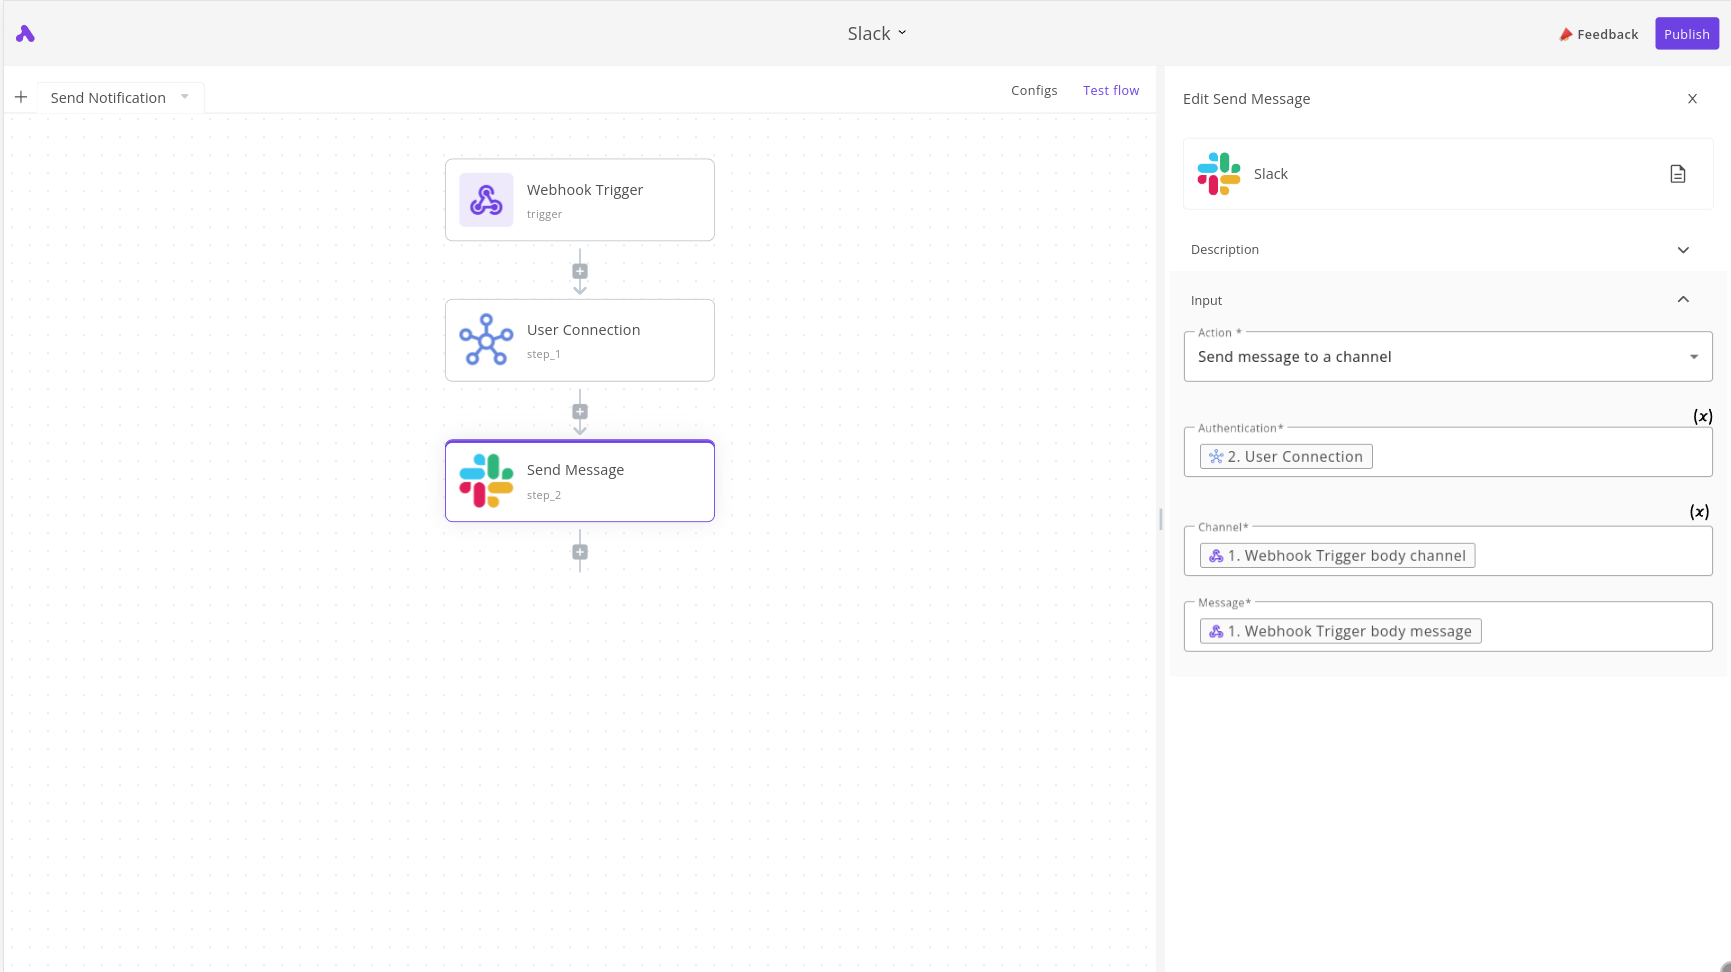 Slack
Feedback
Publish
Send Notification
Configs
Test flow
Webhook Trigger
trigger
User Connection
step_1
Send Message
step_2
Edit Send Message
Slack
Description
Input
Action *
Send message to a channel
(x)
Authentication*
2. User Connection
(x)
Channel*
1. Webhook Trigger body channel
Message*
1. Webhook Trigger body message